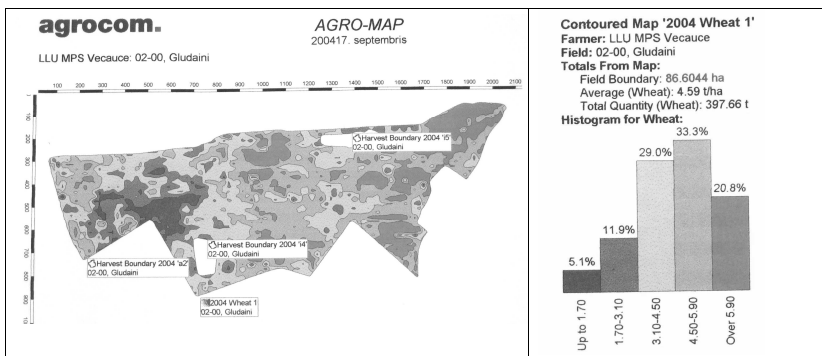 agrocom.
AGRO-MAP
200417. septembris
LLU MPS Vecauce: 02-00, Gludaini
100 200 300 400 500 600 700 800 900 1000 1100 1200 1300 1400 1500 1600 1700 1800 1900 2000 2100
Harvest Boundary 2004 'i5'
02-00, Gludaini
Harvest Boundary 2004 'i4'
02-00, Gludaini
Harvest Boundary 2004 'a2'
02-00, Gludaini
2004 Wheat 1
02-00, Gludaini
Contoured Map '2004 Wheat 1'
Farmer: LLU MPS Vecauce
Field: 02-00, Gludaini
Totals From Map:
Field Boundary: 86.6044 ha
Average (Wheat): 4.59 t/ha
Total Quantity (Wheat): 397.66 t
Histogram for Wheat:
5.1%
11.9%
29.0%
33.3%
20.8%
Up to 1.70
1.70-3.10
3.10-4.50
4.50-5.90
Over 5.90